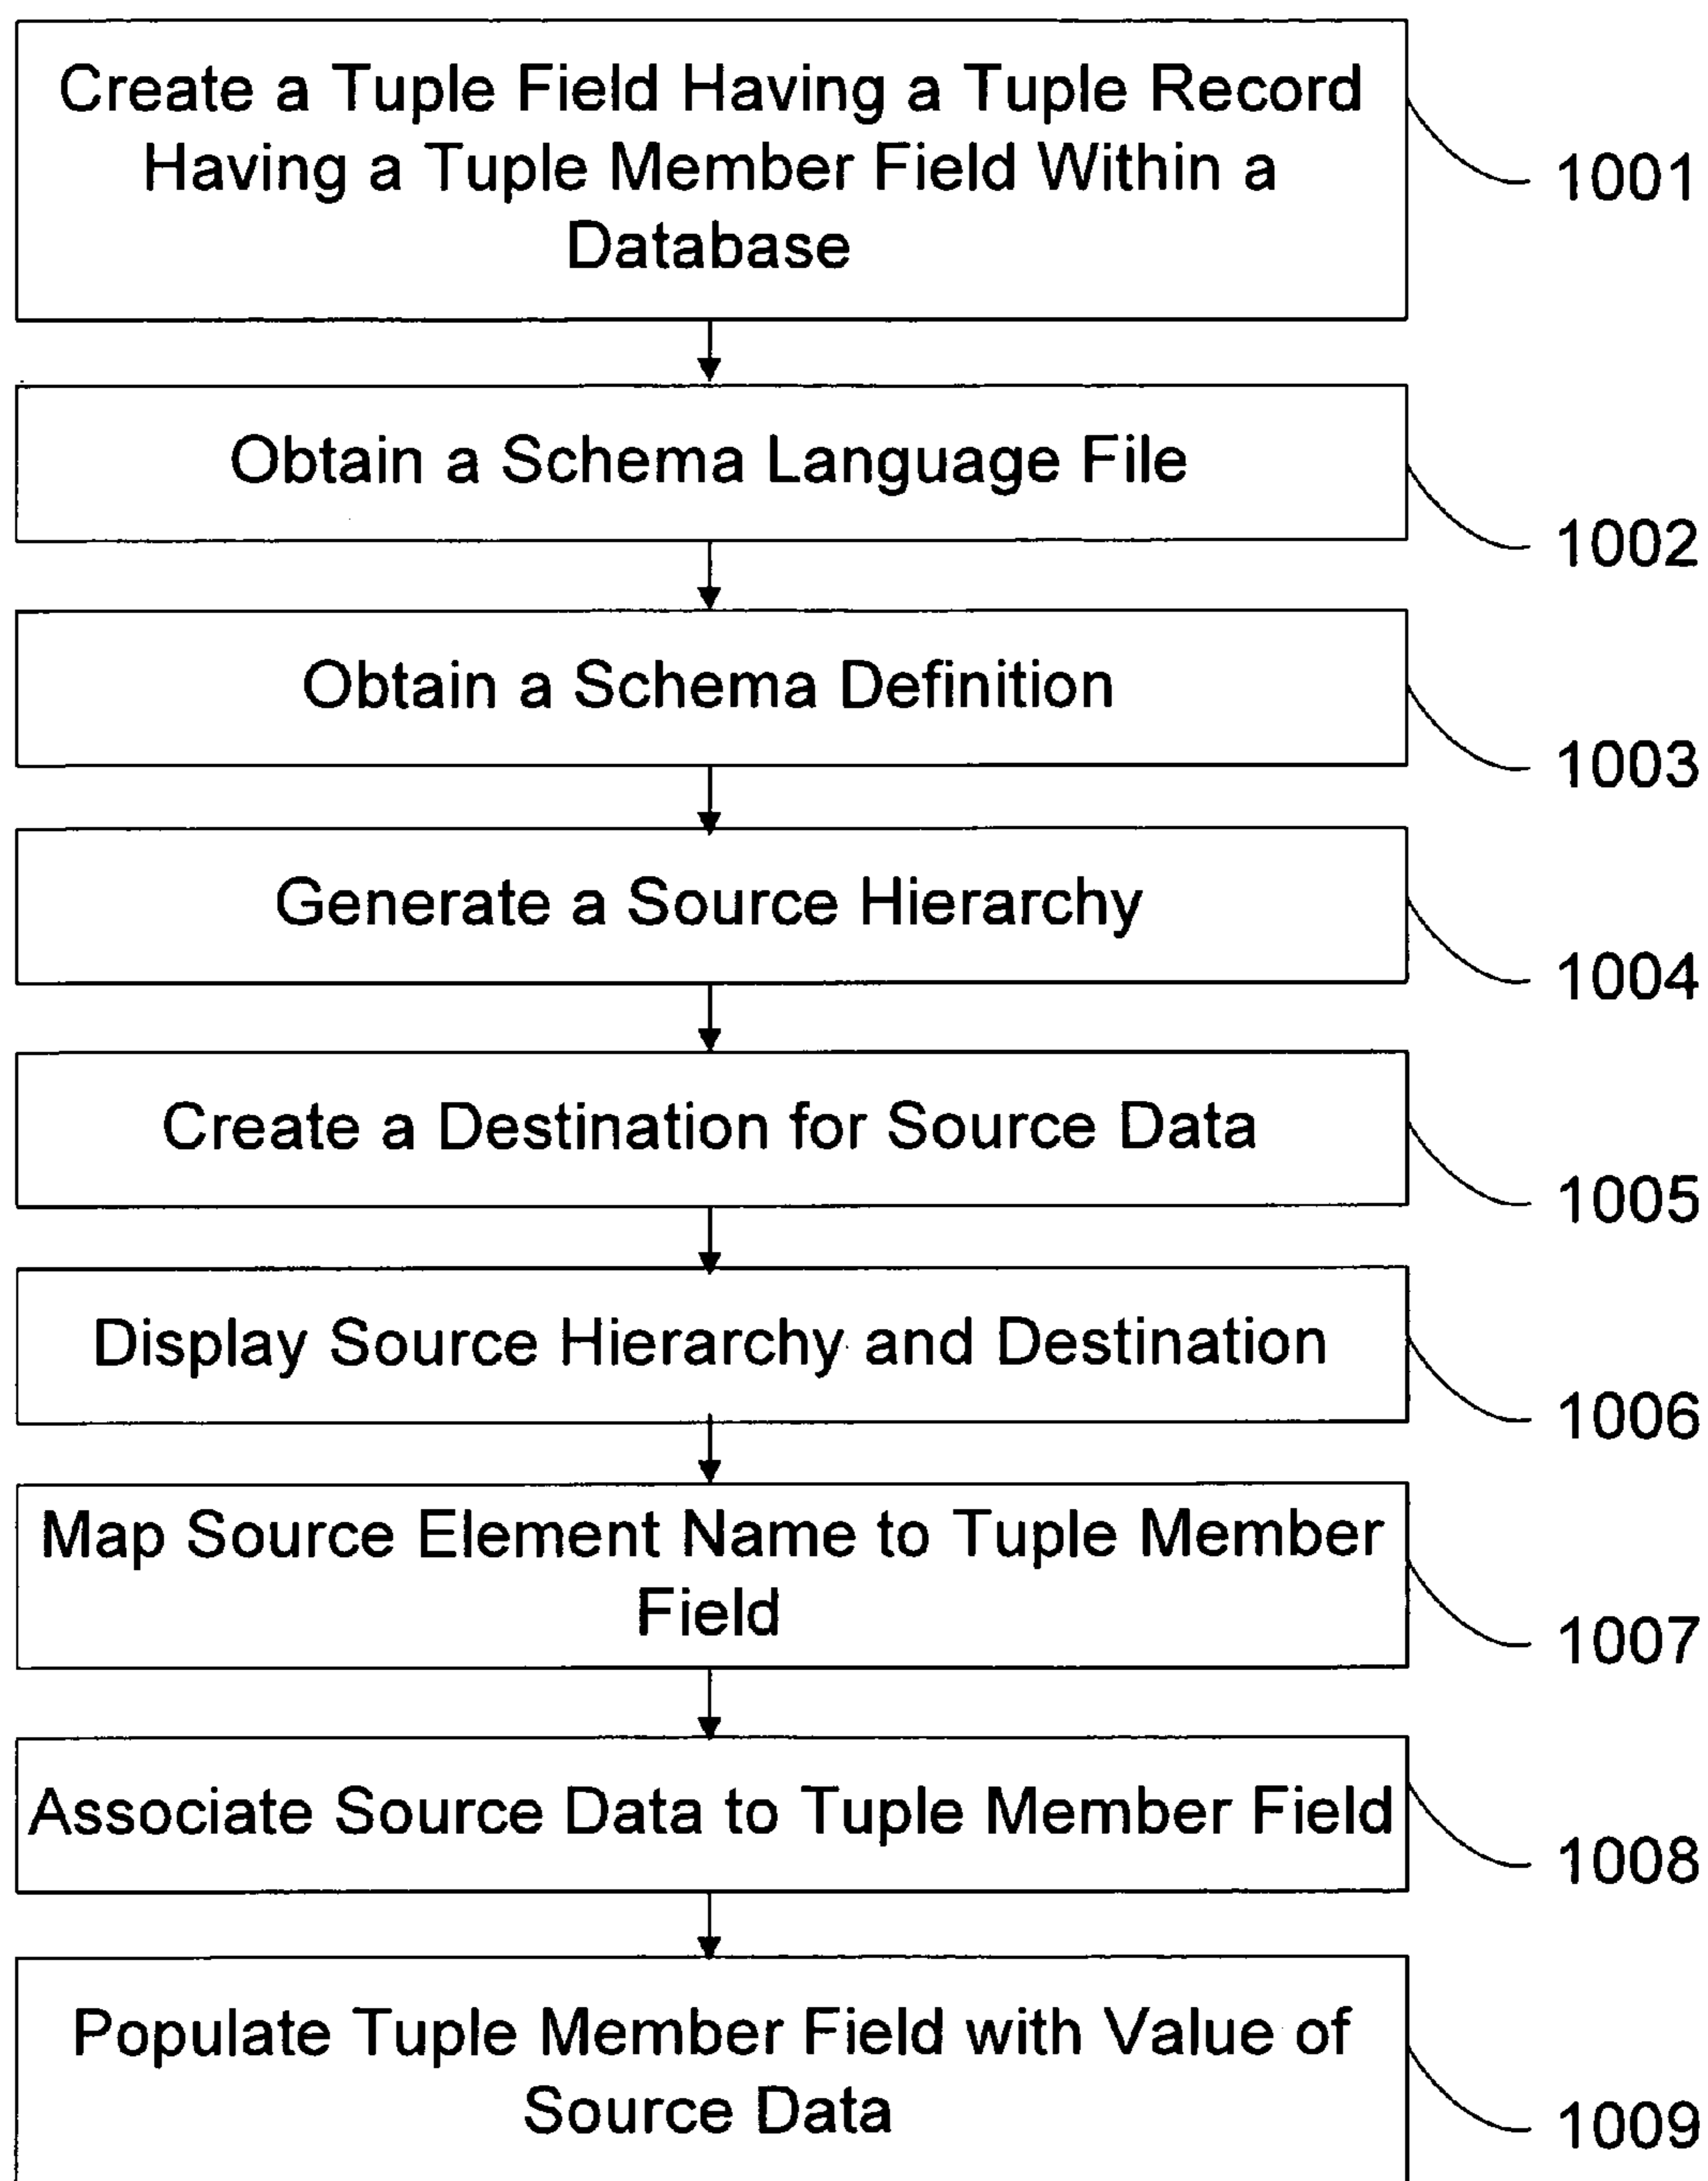 Create a Tuple Field Having a Tuple Record
Having a Tuple Member Field Within a
Database
1001
Obtain a Schema Language File
1002
Obtain a Schema Definition
1003
Generate a Source Hierarchy
1004
Create a Destination for Source Data
1005
Display Source Hierarchy and Destination
1006
Map Source Element Name to Tuple Member
Field
1007
Associate Source Data to Tuple Member Field
1008
Populate Tuple Member Field with Value of
Source Data
1009